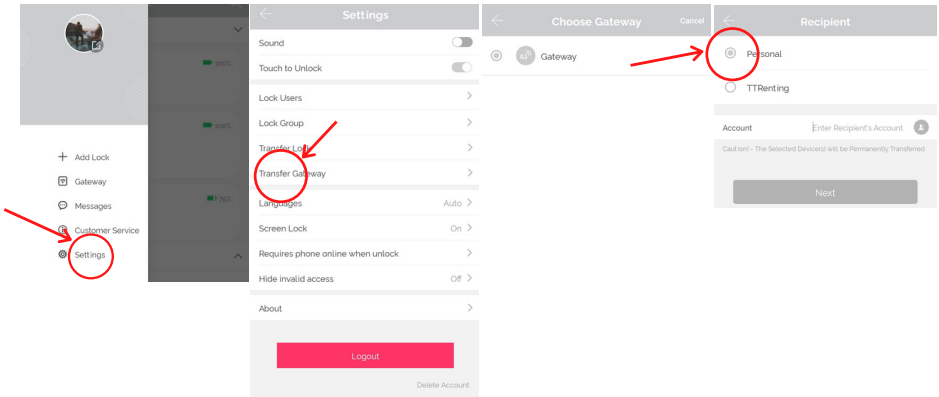 100%
100%
75%
Add Lock
Gateway
Messages
Customer Service
Settings
Settings
Sound
Touch to Unlock
Lock Users
Lock Group
Transfer Lock
Transfer Gateway
Languages Auto
Screen Lock On
Requires phone online when unlock
Hide invalid access Off
About
Logout
Delete Account
Choose Gateway Cancel
Gateway
Recipient
Personal
TTRenting
Account Enter Recipient's Account
Caution! - The Selected Device(s) will be Permanently Transferred
Next